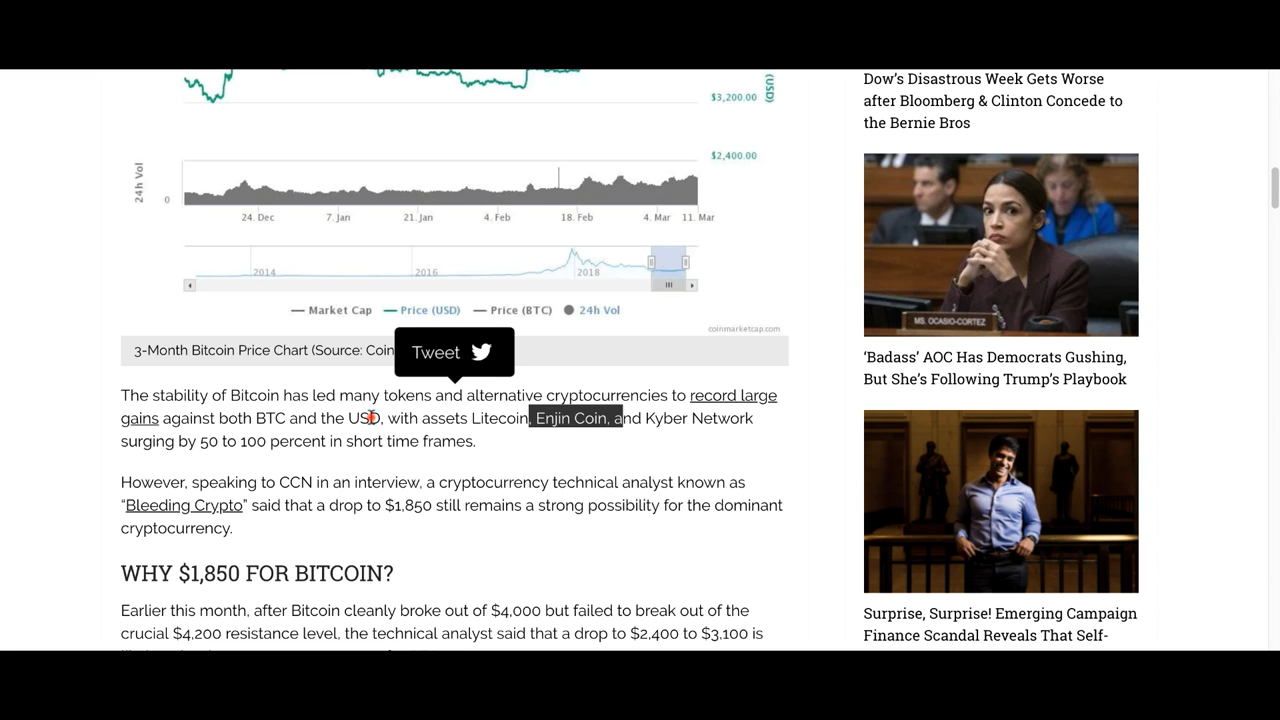 $3,200.00
(USD)
$2,400.00
24h Vol
0
24. Dec 7. Jan 21. Jan 4. Feb 18. Feb 4. Mar 11. Mar
2014 2016 2018
Market Cap Price (USD) Price (BTC) 24h Vol
coinmarketcap.com
3-Month Bitcoin Price Chart (Source: Coin
Tweet
The stability of Bitcoin has led many tokens and alternative cryptocurrencies to record large
gains against both BTC and the USD, with assets Litecoin, Enjin Coin, and Kyber Network
surging by 50 to 100 percent in short time frames.
However, speaking to CCN in an interview, a cryptocurrency technical analyst known as
“Bleeding Crypto” said that a drop to $1,850 still remains a strong possibility for the dominant
cryptocurrency.
WHY $1,850 FOR BITCOIN?
Earlier this month, after Bitcoin cleanly broke out of $4,000 but failed to break out of the
crucial $4,200 resistance level, the technical analyst said that a drop to $2,400 to $3,100 is
Dow’s Disastrous Week Gets Worse
after Bloomberg & Clinton Concede to
the Bernie Bros
MS. OCASIO-CORTEZ
‘Badass’ AOC Has Democrats Gushing,
But She’s Following Trump’s Playbook
Surprise, Surprise! Emerging Campaign
Finance Scandal Reveals That Self-